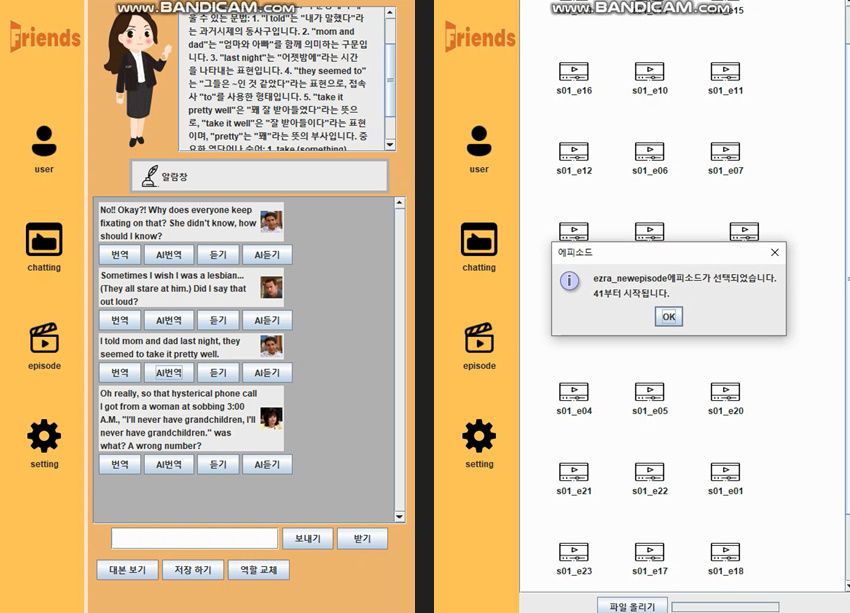 www.BANDICAM.com
Friends
user
chatting
episode
setting
울 수 있는 문법: 1. "I told"는 "내가 말했다"라
는 과거시제의 동사구입니다. 2. "mom and
dad"는 "엄마와 아빠"를 함께 의미하는 구문입
니다. 3. "last night"는 "어젯밤에"라는 시간
을 나타내는 표현입니다. 4. "they seemed to"
는 "그들은 ~인 것 같았다"라는 표현으로, 접속
사 "to"를 사용한 형태입니다. 5. "take it
pretty well"은 "꽤 잘 받아들였다"라는 뜻으
로, "take it well"은 "잘 받아들이다"라는 표현
이며, "pretty"는 "꽤"라는 뜻의 부사입니다. 중
요한 영단어나 숙어: 1. take (something)
알람장
No!! Okay?! Why does everyone keep
fixating on that? She didn't know, how
should I know?
번역 AI번역 듣기 AI듣기
Sometimes I wish I was a lesbian...
(They all stare at him.) Did I say that
out loud?
번역 AI번역 듣기 AI듣기
I told mom and dad last night, they
seemed to take it pretty well.
번역 AI번역 듣기 AI듣기
Oh really, so that hysterical phone call
I got from a woman at sobbing 3:00
A.M., "I'll never have grandchildren, I'll
never have grandchildren." was
what? A wrong number?
번역 AI번역 듣기 AI듣기
보내기 받기
대본 보기 저장 하기 역할 교체
www.BANDICAM.com
Friends
user
chatting
episode
setting
s01_e16 s01_e10 s01_e11
s01_e12 s01_e06 s01_e07
에피소드
ezra_newepisode에피소드가 선택되었습니다.
41부터 시작됩니다.
OK
s01_e04 s01_e05 s01_e20
s01_e21 s01_e22 s01_e01
s01_e23 s01_e17 s01_e18
파일 올리기